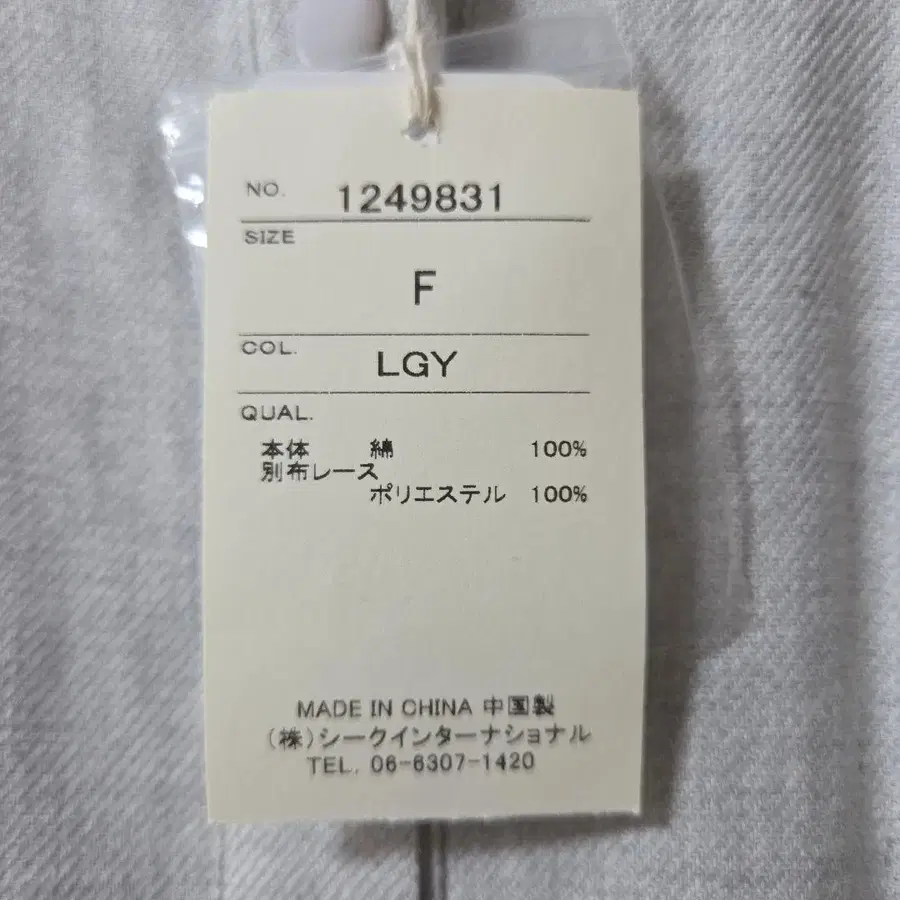 NO. 1249831
SIZE
F
COL. LGY
QUAL.
本体 綿 100%
別布レース
ポリエステル 100%
MADE IN CHINA 中国製
(株)シークインターナショナル
TEL. 06-6307-1420